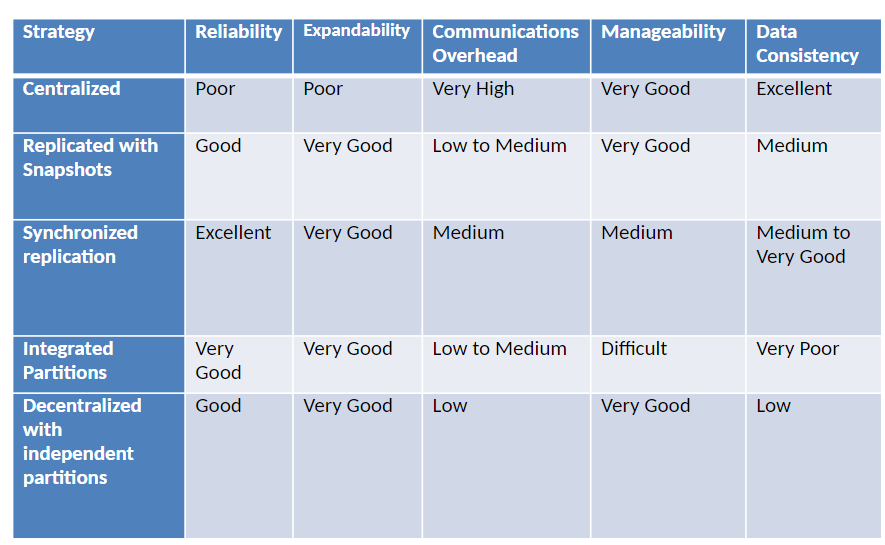 Strategy Reliability Expandability Communications Overhead Manageability Data Consistency
Centralized Poor Poor Very High Very Good Excellent
Replicated with Snapshots Good Very Good Low to Medium Very Good Medium
Synchronized replication Excellent Very Good Medium Medium Medium to Very Good
Integrated Partitions Very Good Very Good Low to Medium Difficult Very Poor
Decentralized with independent partitions Good Very Good Low Very Good Low